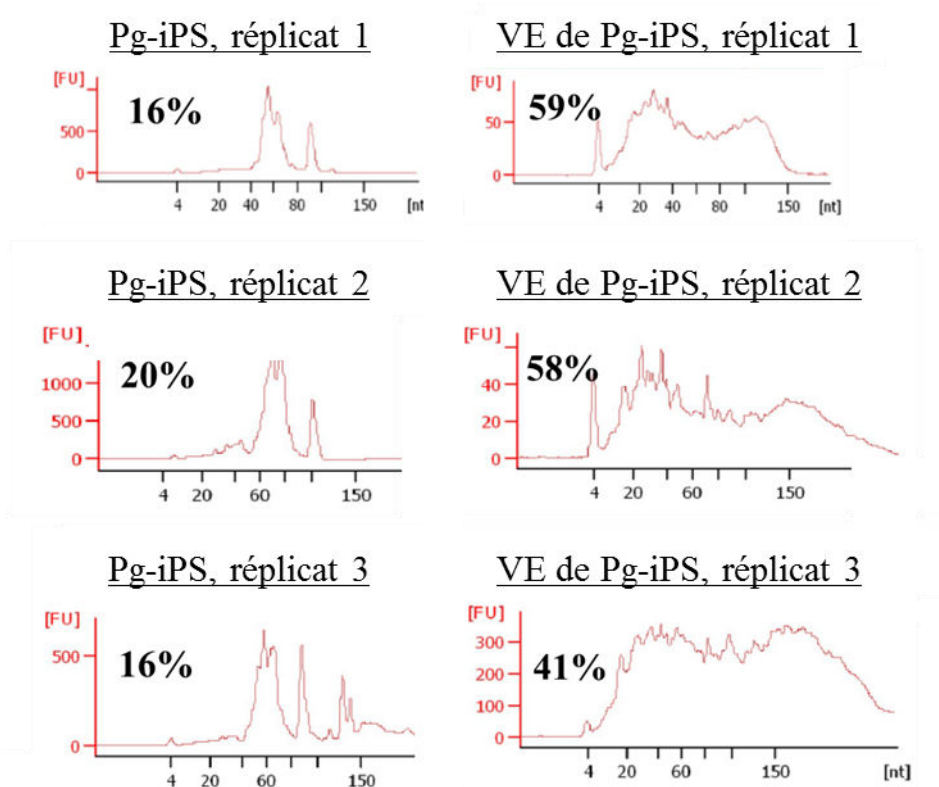 Pg-iPS, réplicat 1
VE de Pg-iPS, réplicat 1
[FU]
16%
500
0
4 20 40 80 150 [nt
[FU]
59%
50
0
4 20 40 80 150 [nt]
Pg-iPS, réplicat 2
VE de Pg-iPS, réplicat 2
[FU]
20%
1000
500
0
4 20 60 150
[FU]
58%
40
20
0
4 20 60 150
Pg-iPS, réplicat 3
VE de Pg-iPS, réplicat 3
[FU]
500
16%
0
4 20 60 150
[FU]
300
200
41%
100
0
4 20 60 150 [nt]